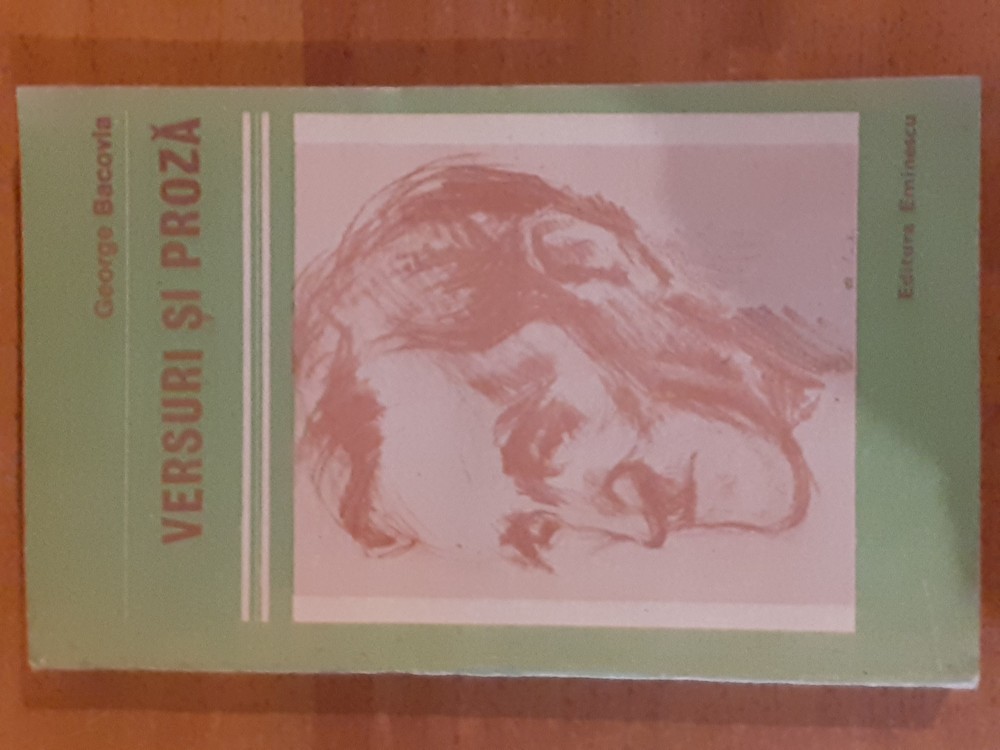 George Bacovia
VERSURI ȘI PROZĂ
Editura Eminescu